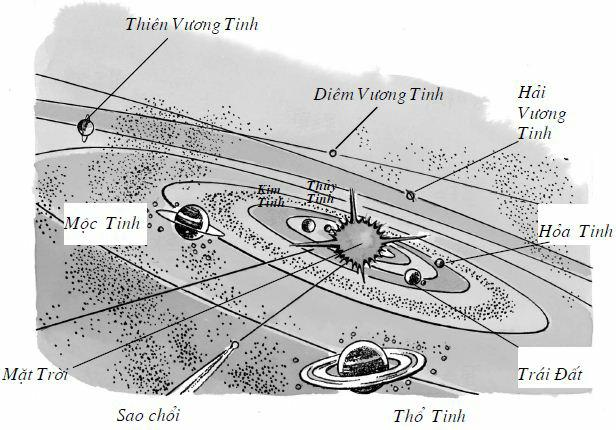 Thiên Vương Tinh
Diêm Vương Tinh
Hải
Vương
Tinh
Kim
Tinh
Thủy
Tinh
Mộc Tinh
Hỏa Tinh
Mặt Trời
Sao chổi
Thổ Tinh
Trái Đất